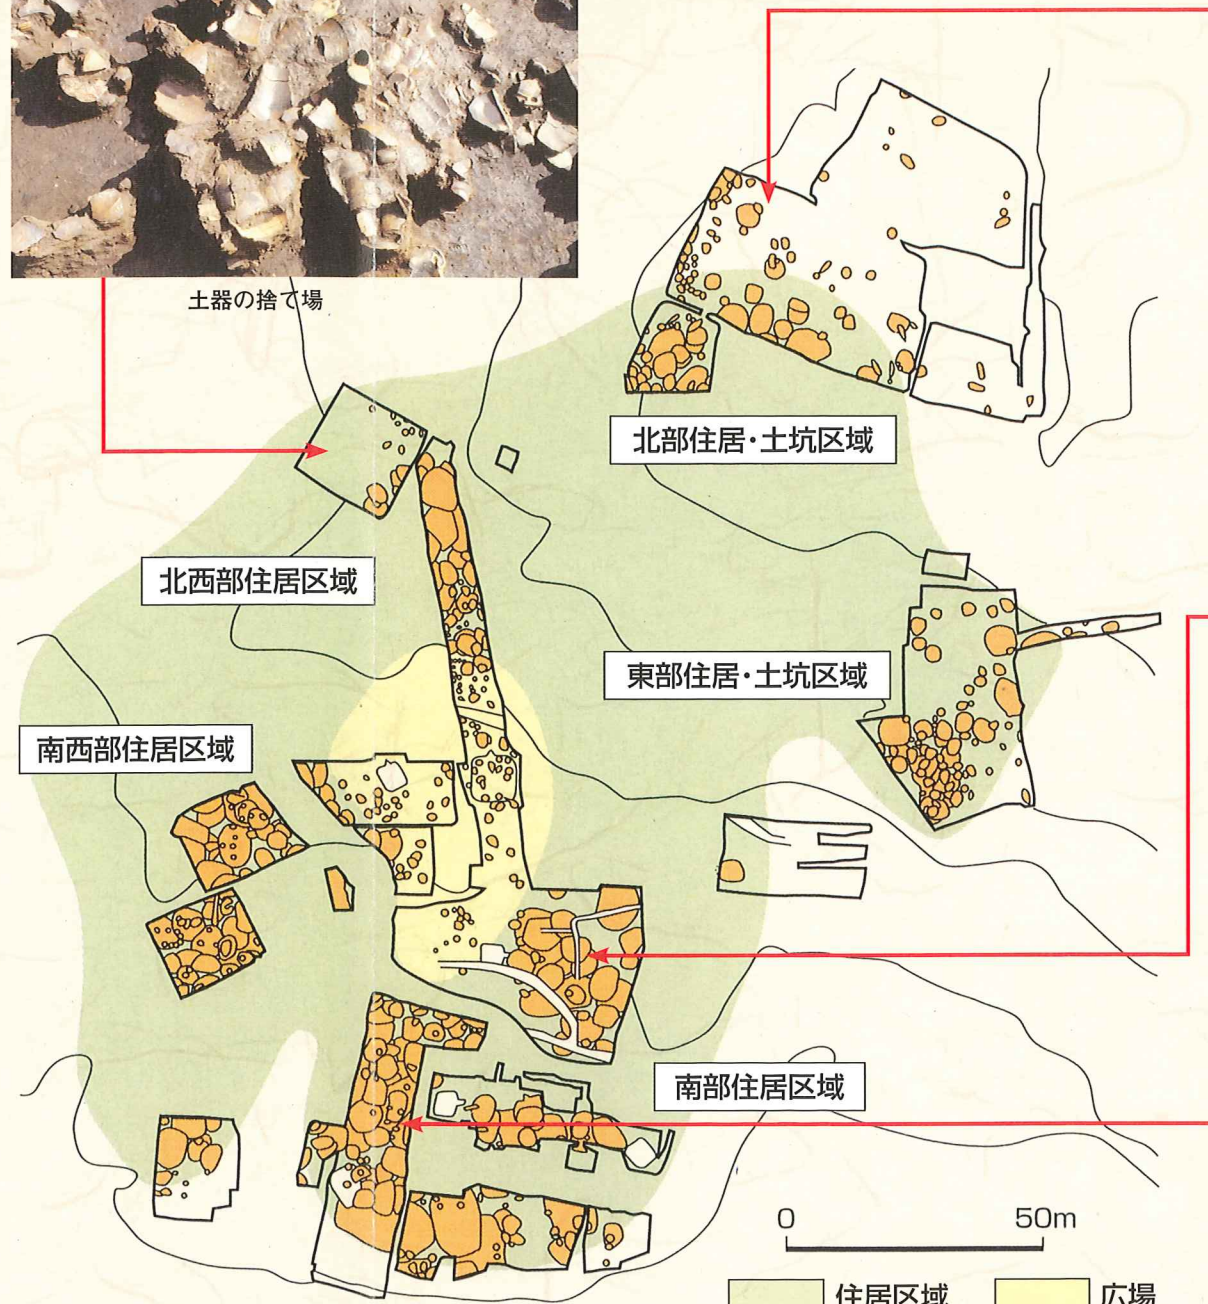 土器の捨て場
北部住居・土坑区域
北西部住居区域
東部住居・土坑区域
南西部住居区域
南部住居区域
0 50m
住居区域 広場